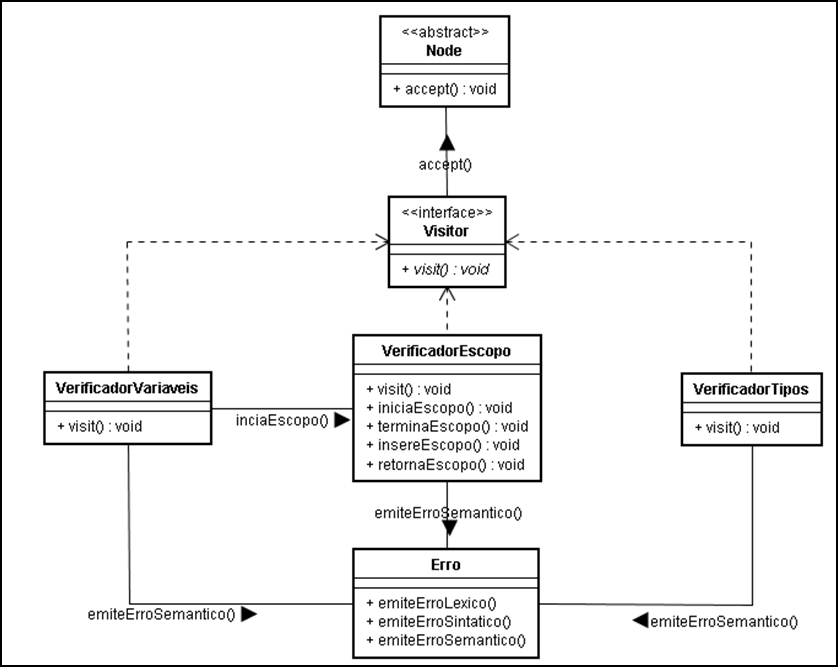 <<abstract>>
Node
+ accept() : void
accept()
<<interface>>
Visitor
+ visit() : void
VerificadorVariaveis
+ visit() : void
inciaEscopo()
VerificadorEscopo
+ visit() : void
+ iniciaEscopo() : void
+ terminaEscopo() : void
+ insereEscopo() : void
+ retornaEscopo() : void
VerificadorTipos
+ visit() : void
emiteErroSemantico()
Erro
+ emiteErroLexico()
+ emiteErroSintatico()
+ emiteErroSemantico()
emiteErroSemantico()
emiteErroSemantico()